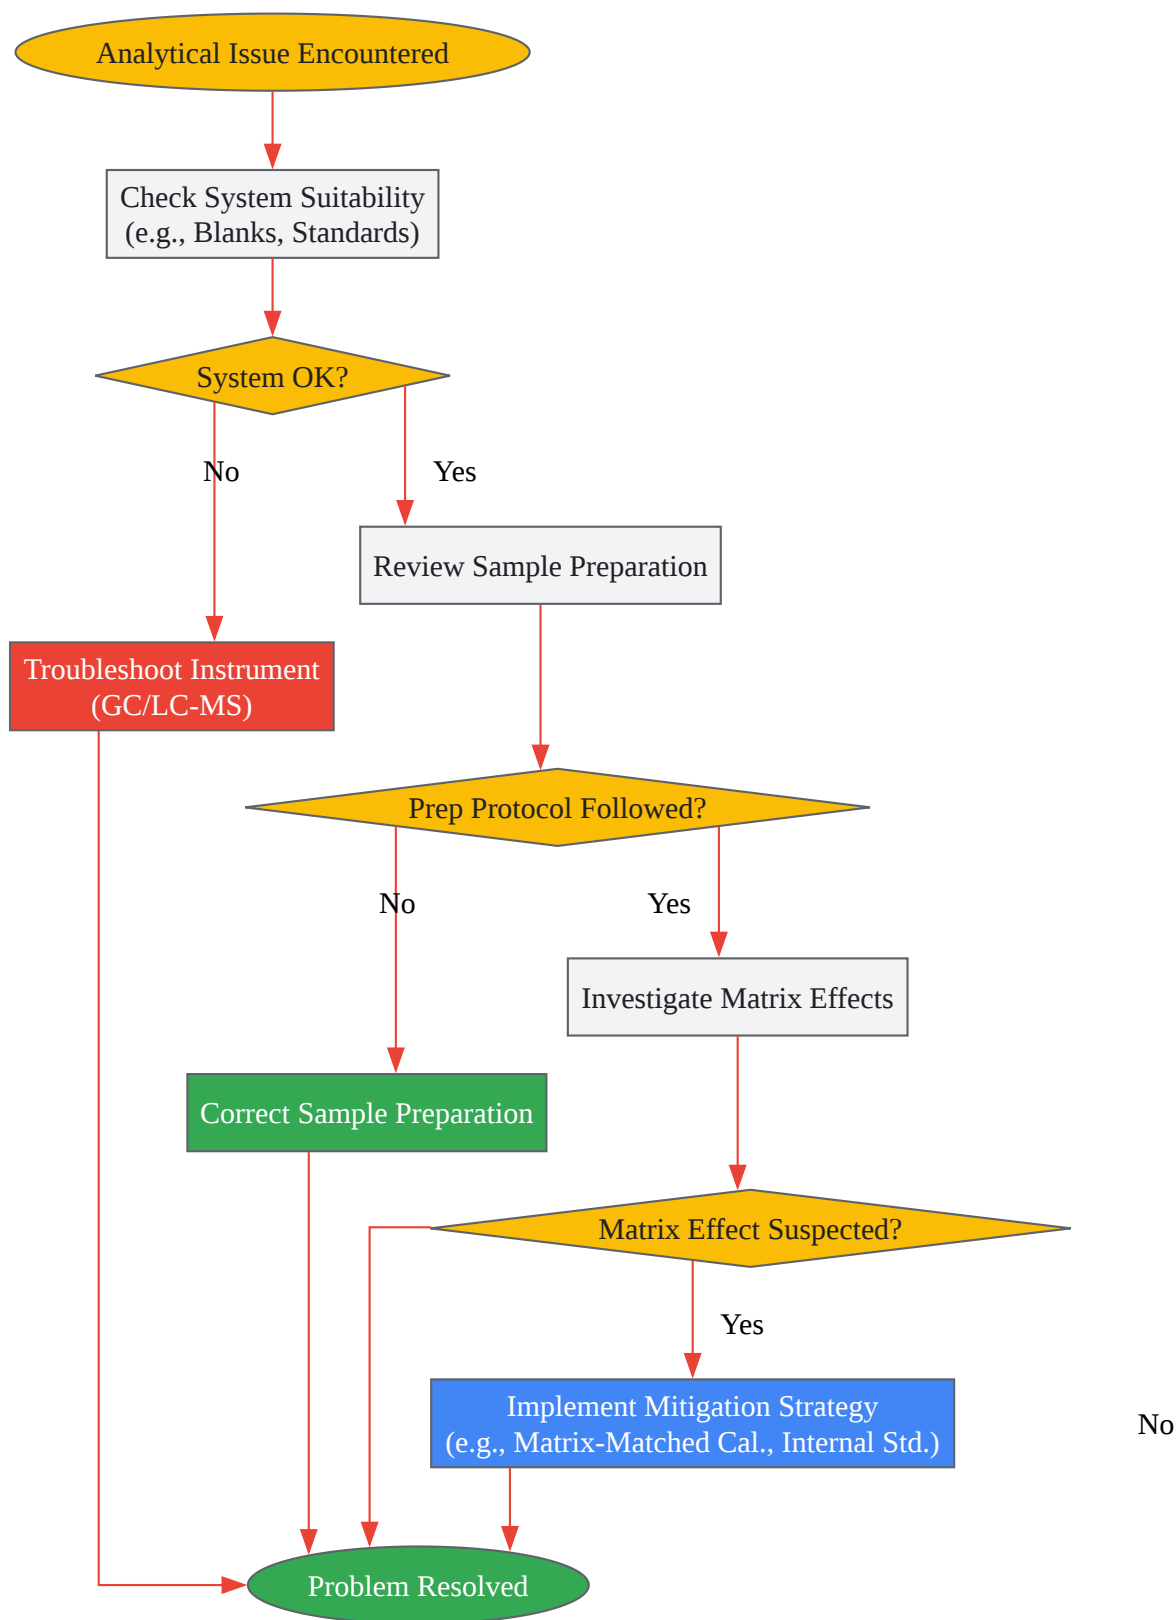 Analytical Issue Encountered
Check System Suitability
(e.g., Blanks, Standards)
System OK?
No
Yes
Review Sample Preparation
Troubleshoot Instrument
(GC/LC-MS)
Prep Protocol Followed?
No
Yes
Investigate Matrix Effects
Correct Sample Preparation
Matrix Effect Suspected?
Yes
Implement Mitigation Strategy
(e.g., Matrix-Matched Cal., Internal Std.)
No
Problem Resolved